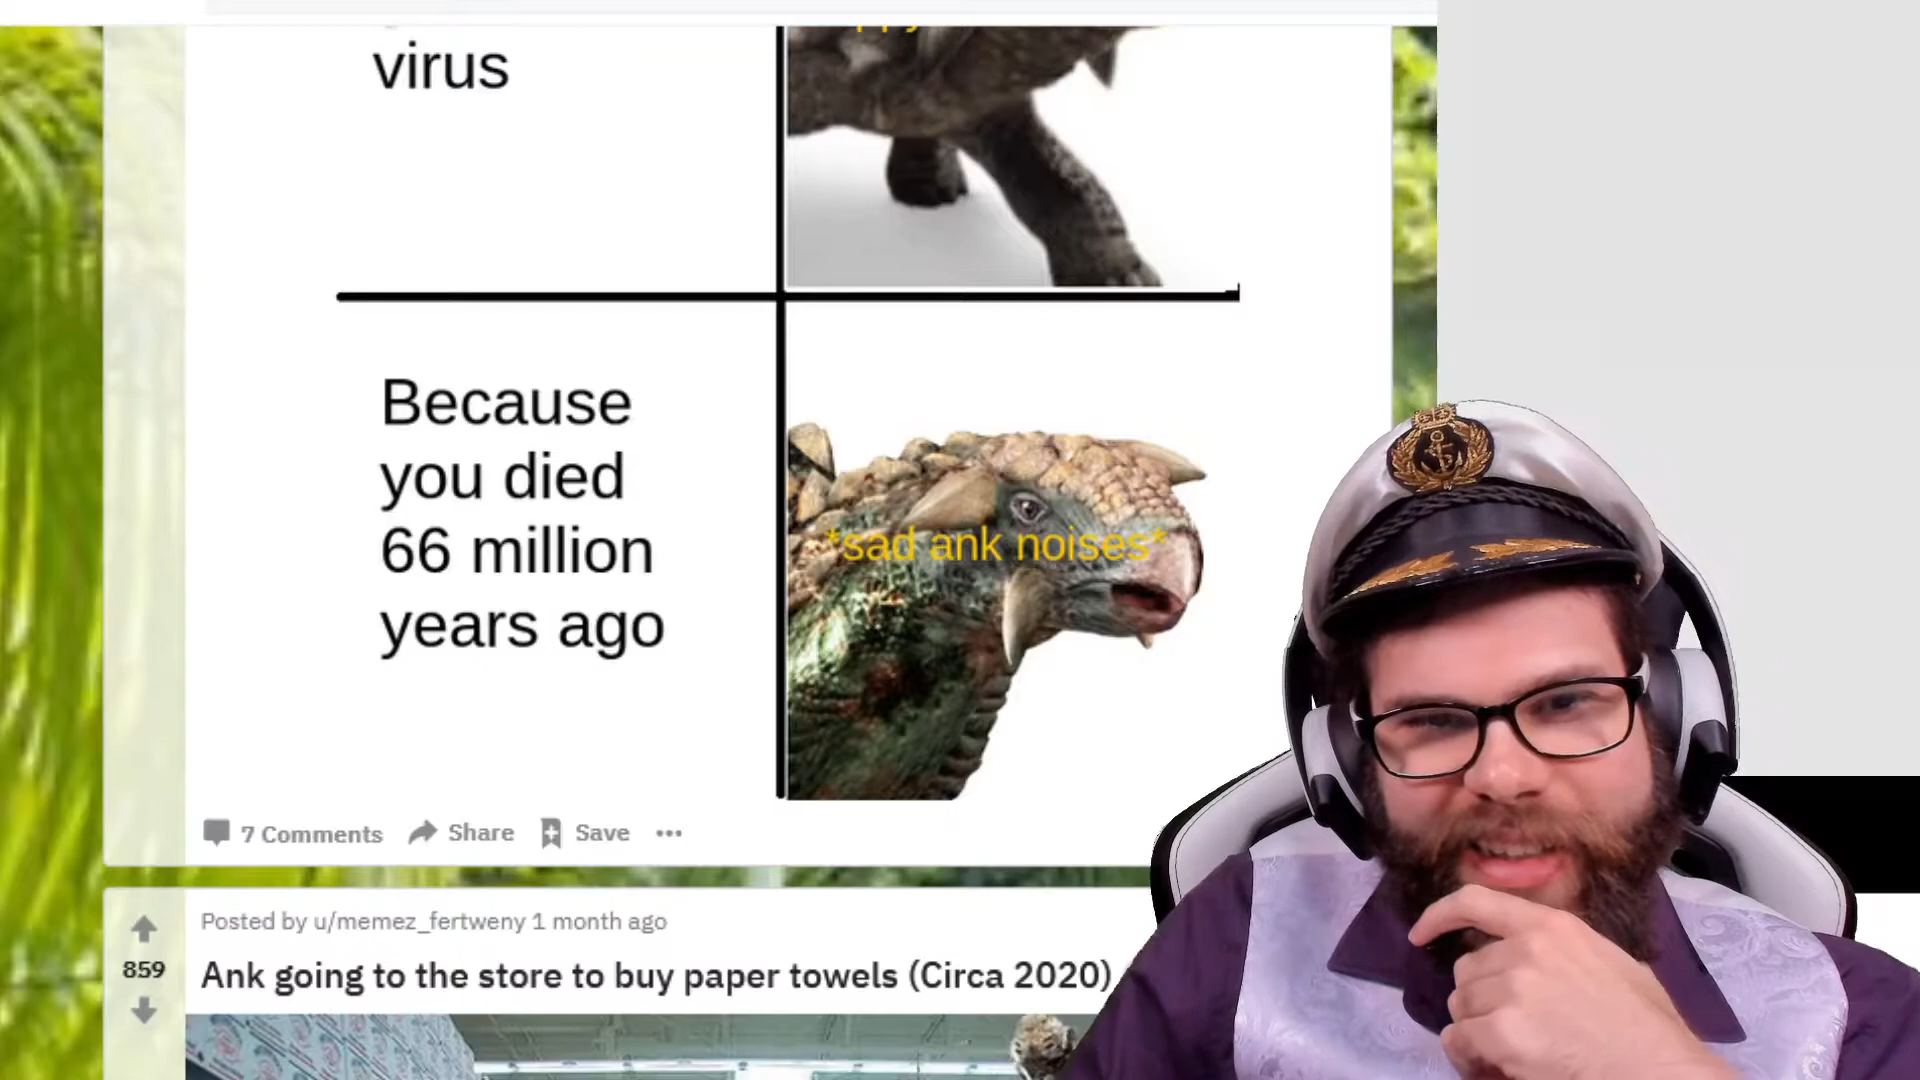 virus
Because
you died
66 million
years ago
*sad ank noises*
7 Comments
Share
Save
Posted by u/memez_fertweny 1 month ago
859
Ank going to the store to buy paper towels (Circa 2020)